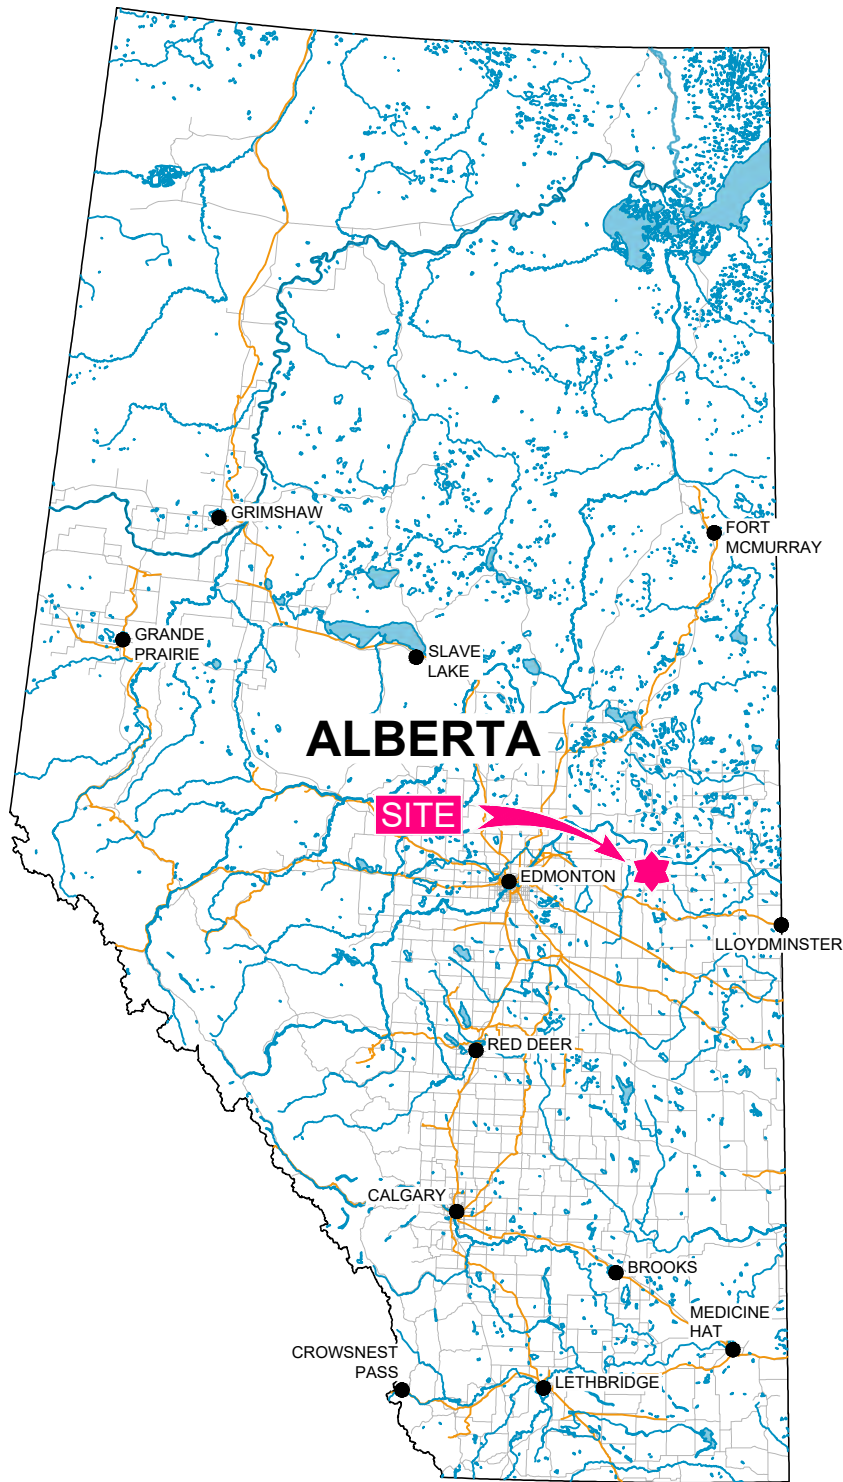 GRIMSHAW
FORT
MCMURRAY
GRANDE
PRAIRIE
SLAVE
LAKE
ALBERTA
SITE
EDMONTON
LLOYDMINSTER
RED DEER
CALGARY
BROOKS
MEDICINE
HAT
CROWSNEST
PASS
LETHBRIDGE